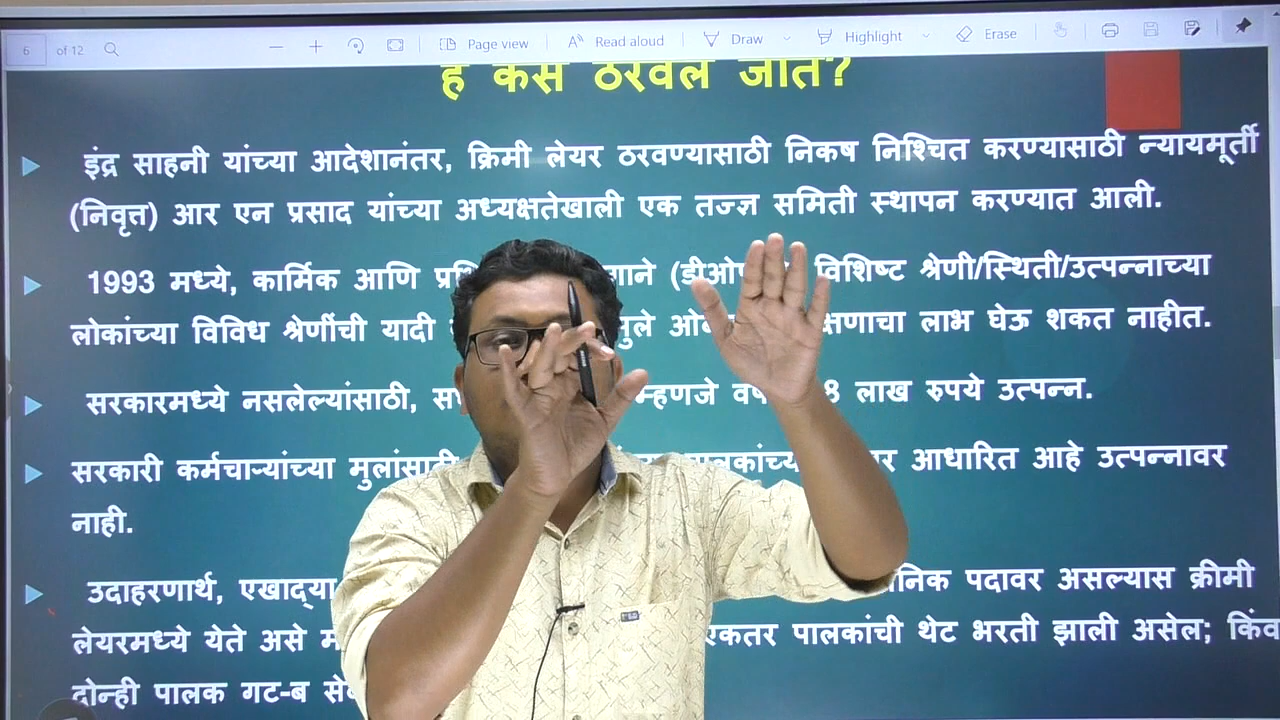 6 of 12 Page view Read aloud Draw Highlight Erase
हे कसे ठरवले जाते?
इंद्र साहनी यांच्या आदेशानंतर, क्रिमी लेयर ठरवण्यासाठी निकष निश्चित करण्यासाठी न्यायमूर्ती
(निवृत्त) आर एन प्रसाद यांच्या अध्यक्षतेखाली एक तज्ज्ञ समिती स्थापन करण्यात आली.
1993 मध्ये, कार्मिक आणि विशिष्ट श्रेणी/स्थिती/उत्पन्नाच्या
लोकांच्या विविध श्रेणींची यादी लाभ घेऊ शकत नाहीत.
सरकारमध्ये नसलेल्यांसाठी, म्हणजे 8 लाख रुपये उत्पन्न.
सरकारी कर्मचाऱ्यांच्या आधारित आहे उत्पन्नावर
नाही.
उदाहरणार्थ, एखाद्या पदावर असल्यास क्रीमी
लेयरमध्ये येते असे पालकांची थेट भरती झाली असेल;
दोन्ही पालक गट-ब